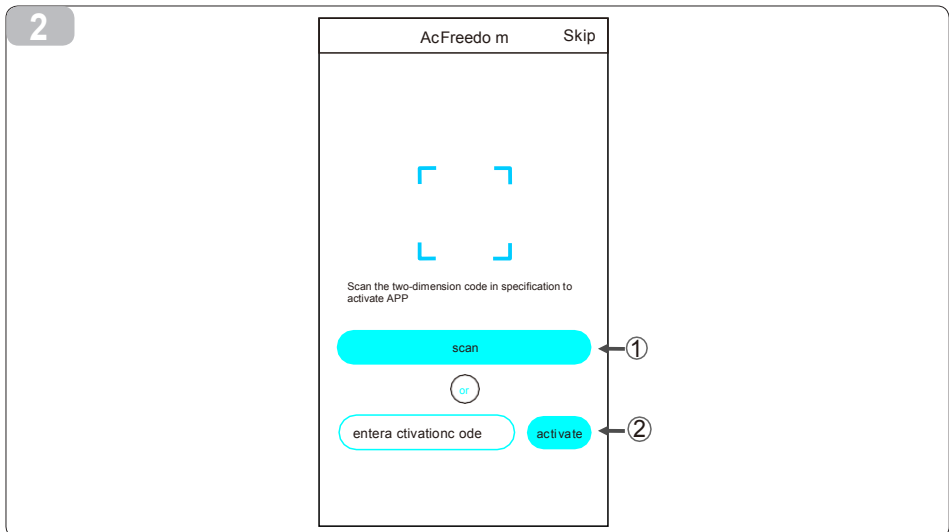 2
AcFreedo m Skip
Scan the two-dimension code in specification to
activate APP
scan
①
or
entera ctivationc ode
activate
②